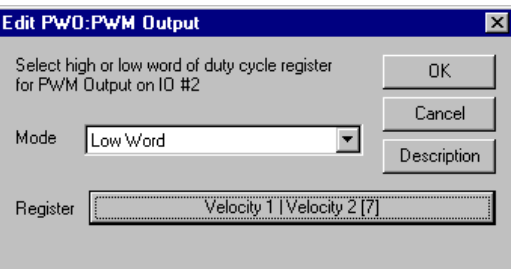 Edit PWO:PWM Output
Select high or low word of duty cycle register
for PWM Output on IO #2
OK
Cancel
Mode
Low Word
Description
Register
Velocity 1 | Velocity 2 [7]